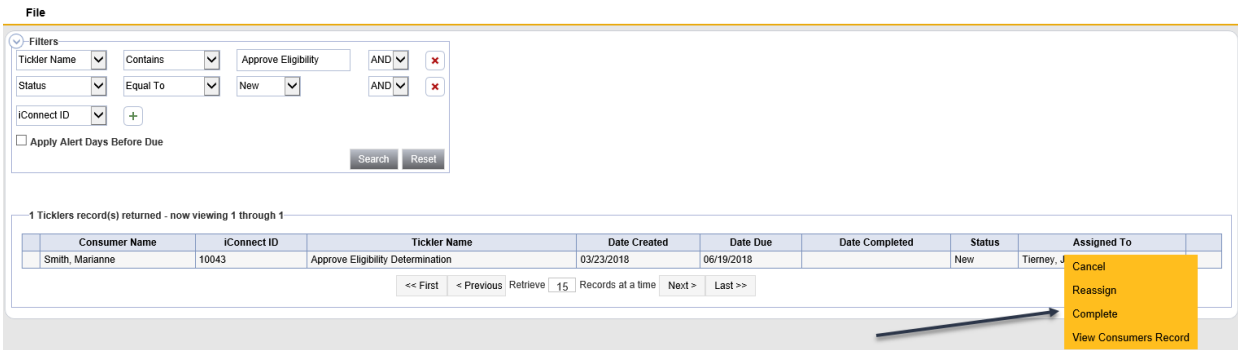 File
Filters
Tickler Name Contains Approve Eligibility AND
Status Equal To New AND
iConnect ID
Apply Alert Days Before Due
Search Reset
1 Ticklers record(s) returned - now viewing 1 through 1
Consumer Name iConnect ID Tickler Name Date Created Date Due Date Completed Status Assigned To
Smith, Marianne 10043 Approve Eligibility Determination 03/23/2018 06/19/2018 New Tierney, J
<< First < Previous Retrieve 15 Records at a time Next > Last >>
Cancel
Reassign
Complete
View Consumers Record